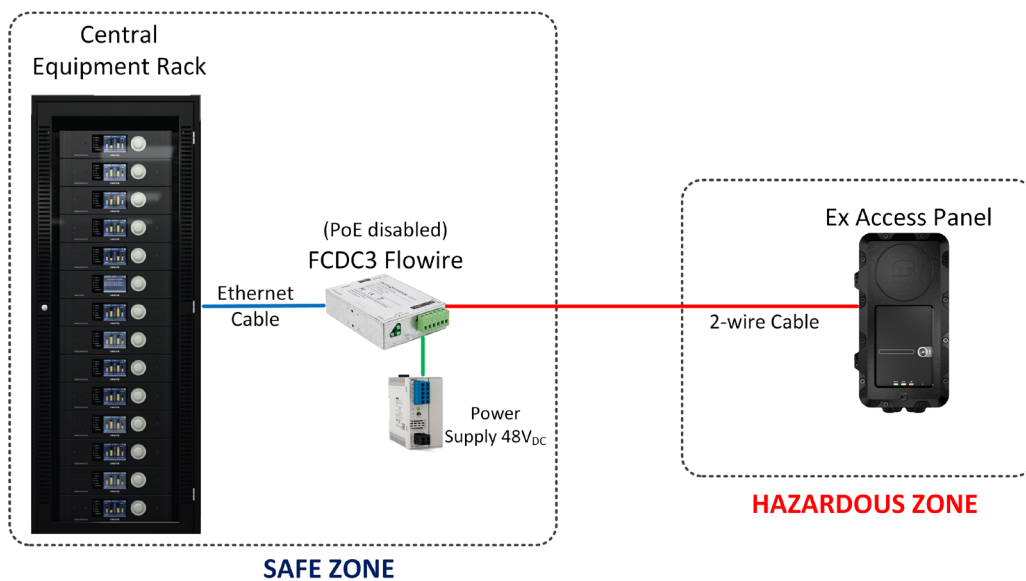 Central
Equipment Rack
(PoE disabled)
FCDC3 Flowire
Ethernet
Cable
2-wire Cable
Power
Supply 48VDC
Ex Access Panel
HAZARDOUS ZONE
SAFE ZONE